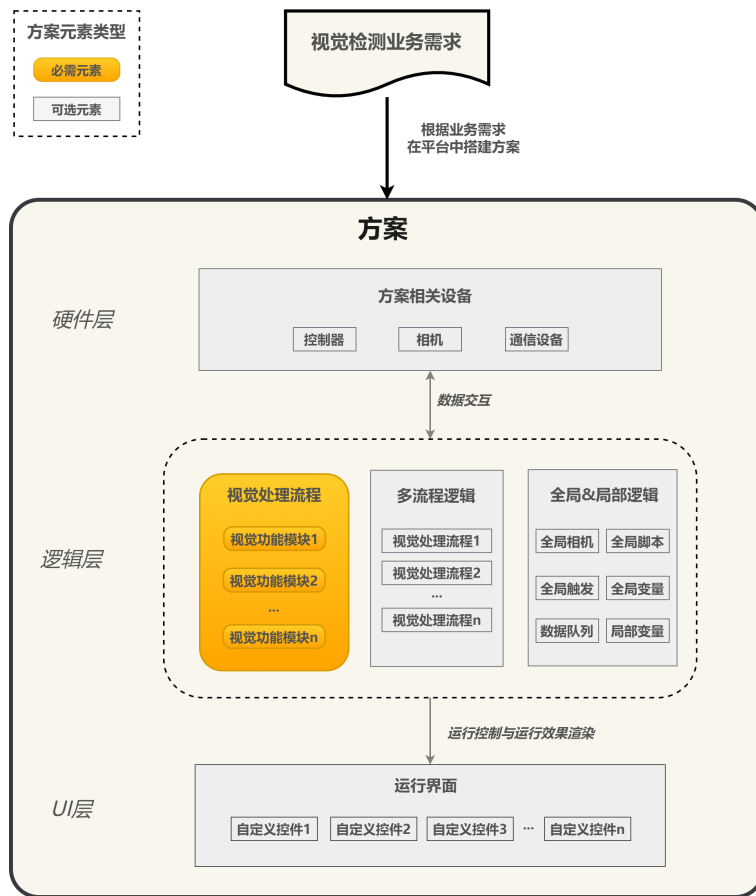 方案元素类型
必需元素
可选元素
视觉检测业务需求
根据业务需求
在平台中搭建方案
方案
硬件层
方案相关设备
控制器
相机
通信设备
数据交互
逻辑层
视觉处理流程
视觉功能模块1
视觉功能模块2
...
视觉功能模块n
多流程逻辑
视觉处理流程1
视觉处理流程2
...
视觉处理流程n
全局&局部逻辑
全局相机
全局脚本
全局触发
全局变量
数据队列
局部变量
运行控制与运行效果渲染
UI层
运行界面
自定义控件1
自定义控件2
自定义控件3
...
自定义控件n